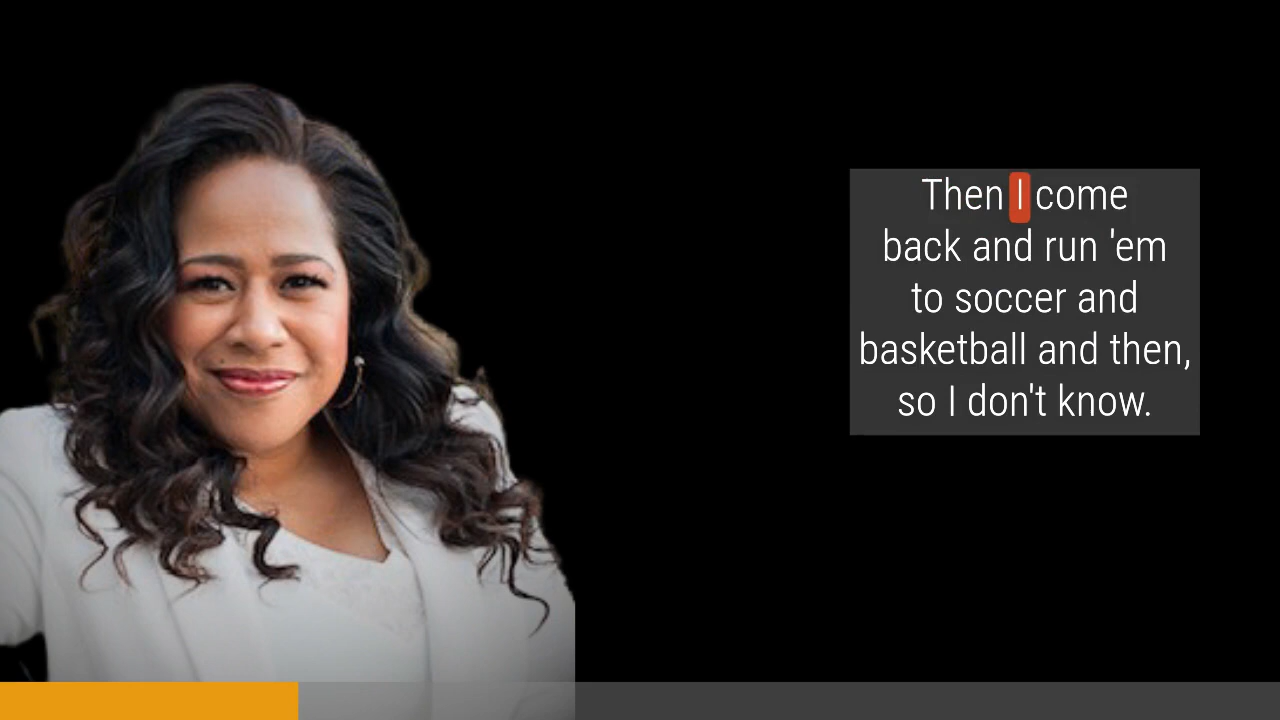 Then I come
back and run 'em
to soccer and
basketball and then,
so I don't know.